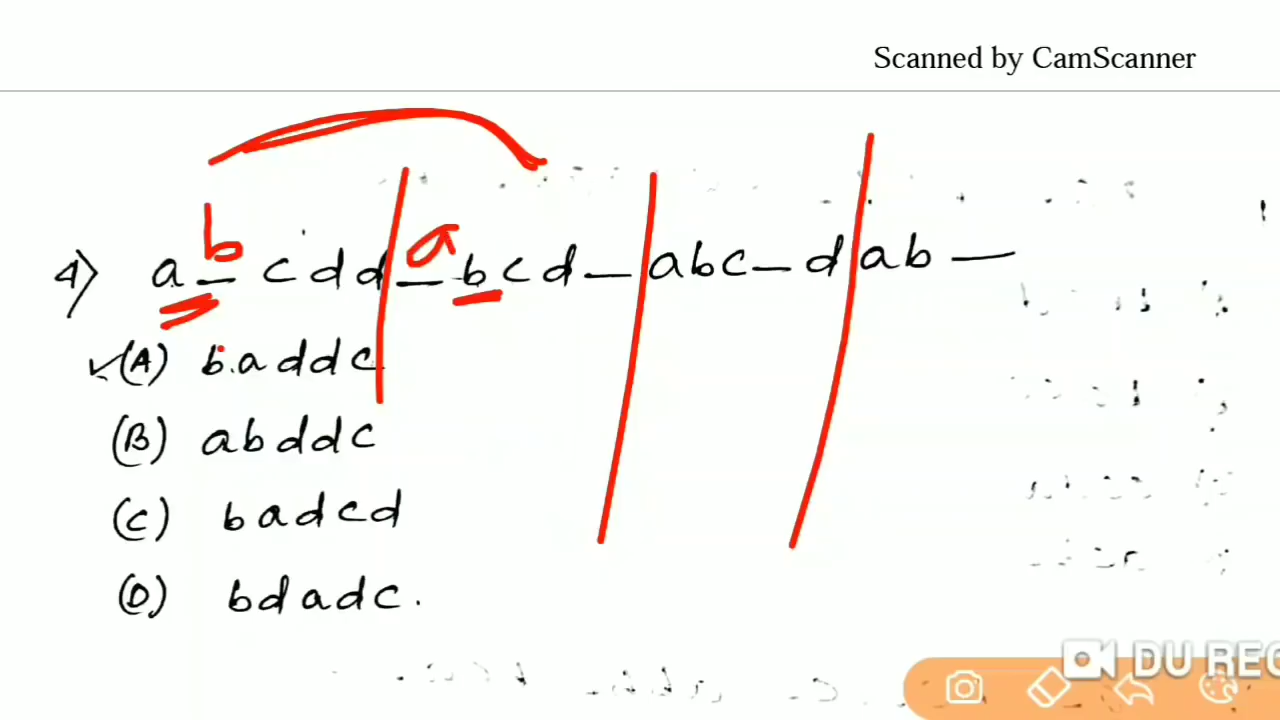 Scanned by CamScanner
b a
4) a _ c d d _ b c d _ a b c _ d a b _
(A) b a d d c
(B) a b d d c
(C) b a d c d
(D) b d a d c .
DU REC